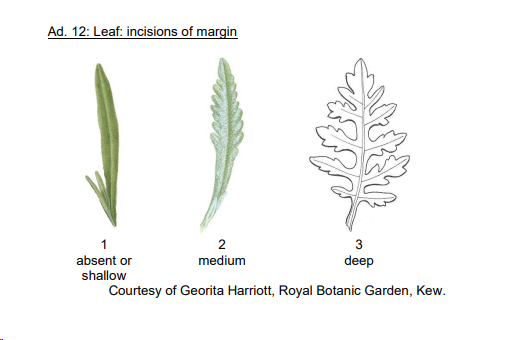 Ad. 12: Leaf: incisions of margin
1 2 3
absent or medium deep
shallow
Courtesy of Georita Harriott, Royal Botanic Garden, Kew.